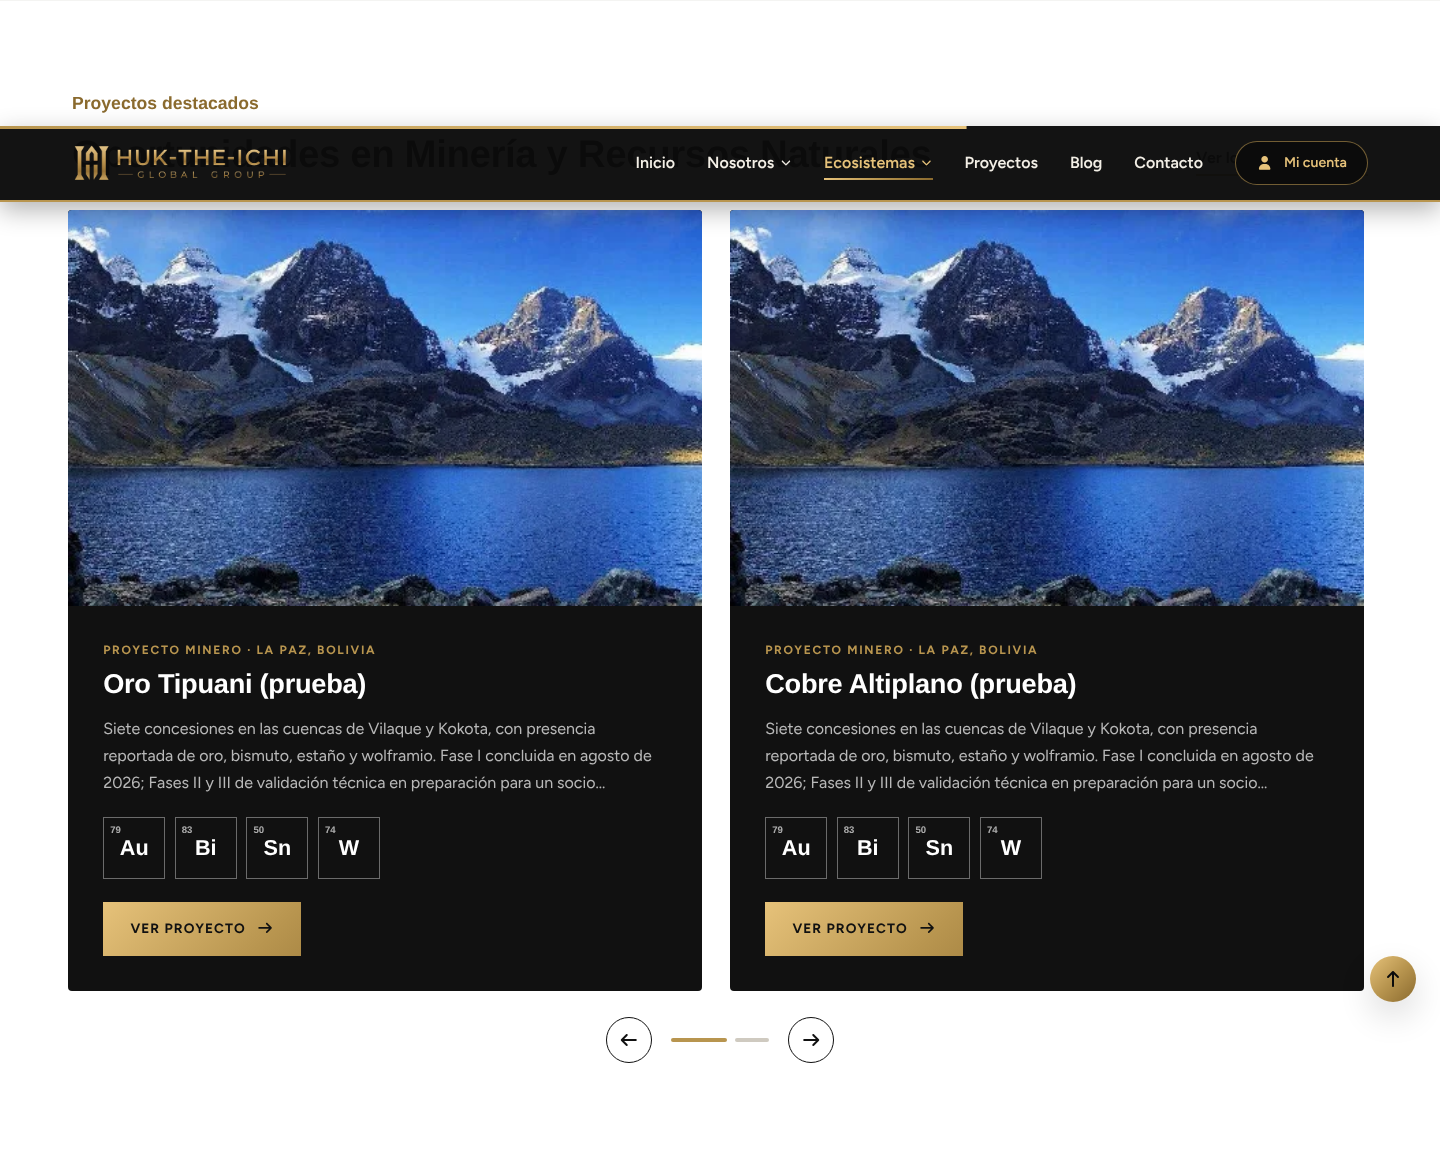 Proyectos destacados
HUK-THE-ICHI
GLOBAL GROUP
en Minería y Recursos Naturales
Inicio
Nosotros
Ecosistemas
Proyectos
Blog
Contacto
Mi cuenta
PROYECTO MINERO · LA PAZ, BOLIVIA
Oro Tipuani (prueba)
Siete concesiones en las cuencas de Vilaque y Kokota, con presencia
reportada de oro, bismuto, estaño y wolframio. Fase I concluida en agosto de
2026; Fases II y III de validación técnica en preparación para un socio...
79
Au
83
Bi
50
Sn
74
W
VER PROYECTO
PROYECTO MINERO · LA PAZ, BOLIVIA
Cobre Altiplano (prueba)
Siete concesiones en las cuencas de Vilaque y Kokota, con presencia
reportada de oro, bismuto, estaño y wolframio. Fase I concluida en agosto de
2026; Fases II y III de validación técnica en preparación para un socio...
79
Au
83
Bi
50
Sn
74
W
VER PROYECTO